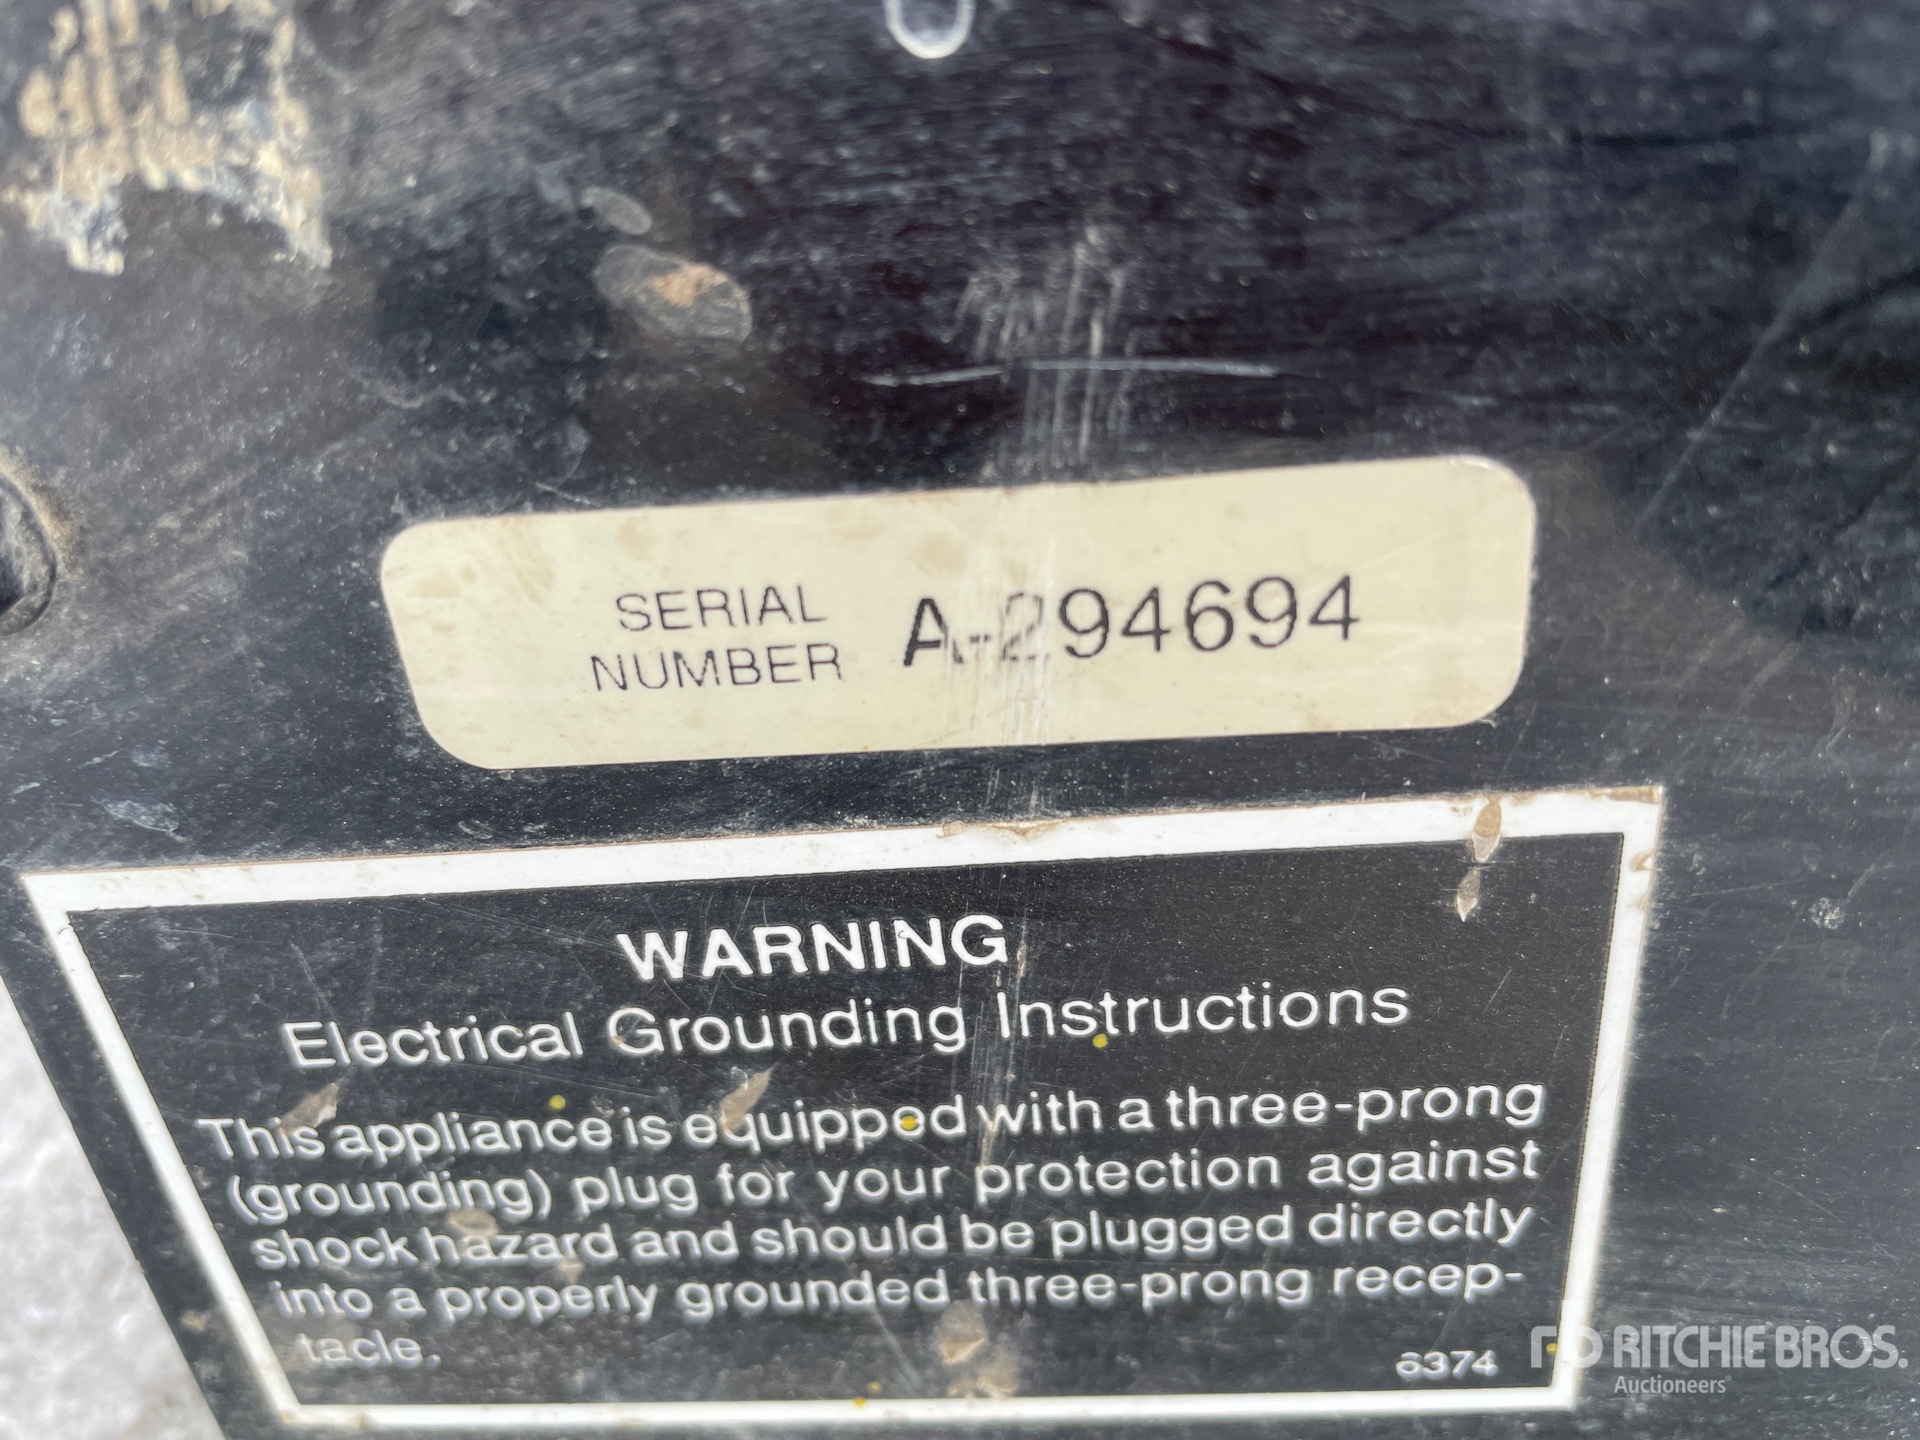 SERIAL
NUMBER A-294694
WARNING
Electrical Grounding Instructions
This appliance is equipped with a three-prong
(grounding) plug for your protection against
shock hazard and should be plugged directly
into a properly grounded three-prong recep-
tacle.
6374
RITCHIE BROS.
Auctioneers